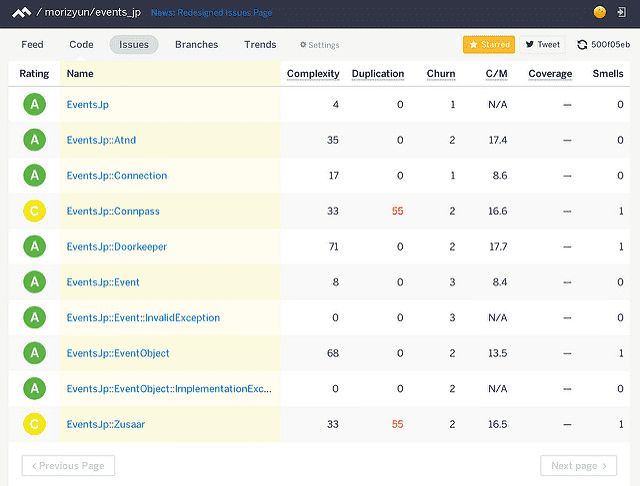 / morizyun/events_jp News: Redesigned Issues Page
Feed Code Issues Branches Trends Settings Starred Tweet 500f05eb
Rating Name Complexity Duplication Churn C/M Coverage Smells
A EventsJp 4 0 1 N/A — 0
A EventsJp::Atnd 35 0 2 17.4 — 0
A EventsJp::Connection 17 0 1 8.6 — 0
C EventsJp::Connpass 33 55 2 16.6 — 1
A EventsJp::Doorkeeper 71 0 2 17.7 — 1
A EventsJp::Event 8 0 3 8.4 — 0
A EventsJp::Event::InvalidException 0 0 3 N/A — 0
A EventsJp::EventObject 68 0 2 13.5 — 1
A EventsJp::EventObject::ImplementationExc... 0 0 2 N/A — 0
C EventsJp::Zusaar 33 55 2 16.5 — 1
‹ Previous Page Next page ›